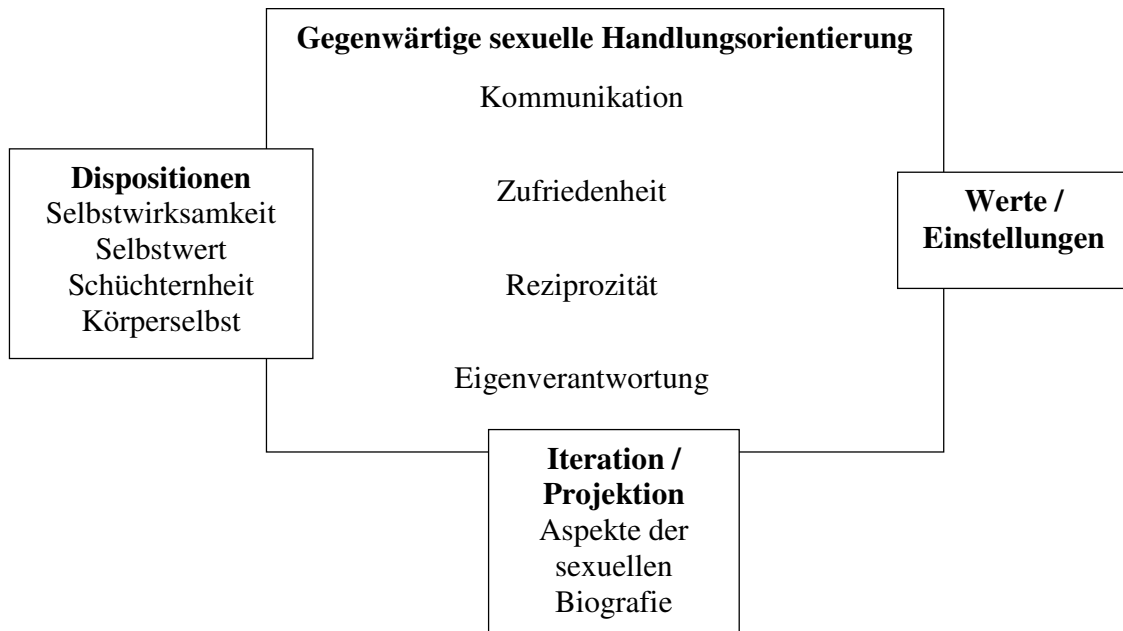 Gegenwärtige sexuelle Handlungsorientierung
Kommunikation
Zufriedenheit
Reziprozität
Eigenverantwortung
Dispositionen
Selbstwirksamkeit
Selbstwert
Schüchternheit
Körperselbst
Werte /
Einstellungen
Iteration /
Projektion
Aspekte der
sexuellen
Biografie